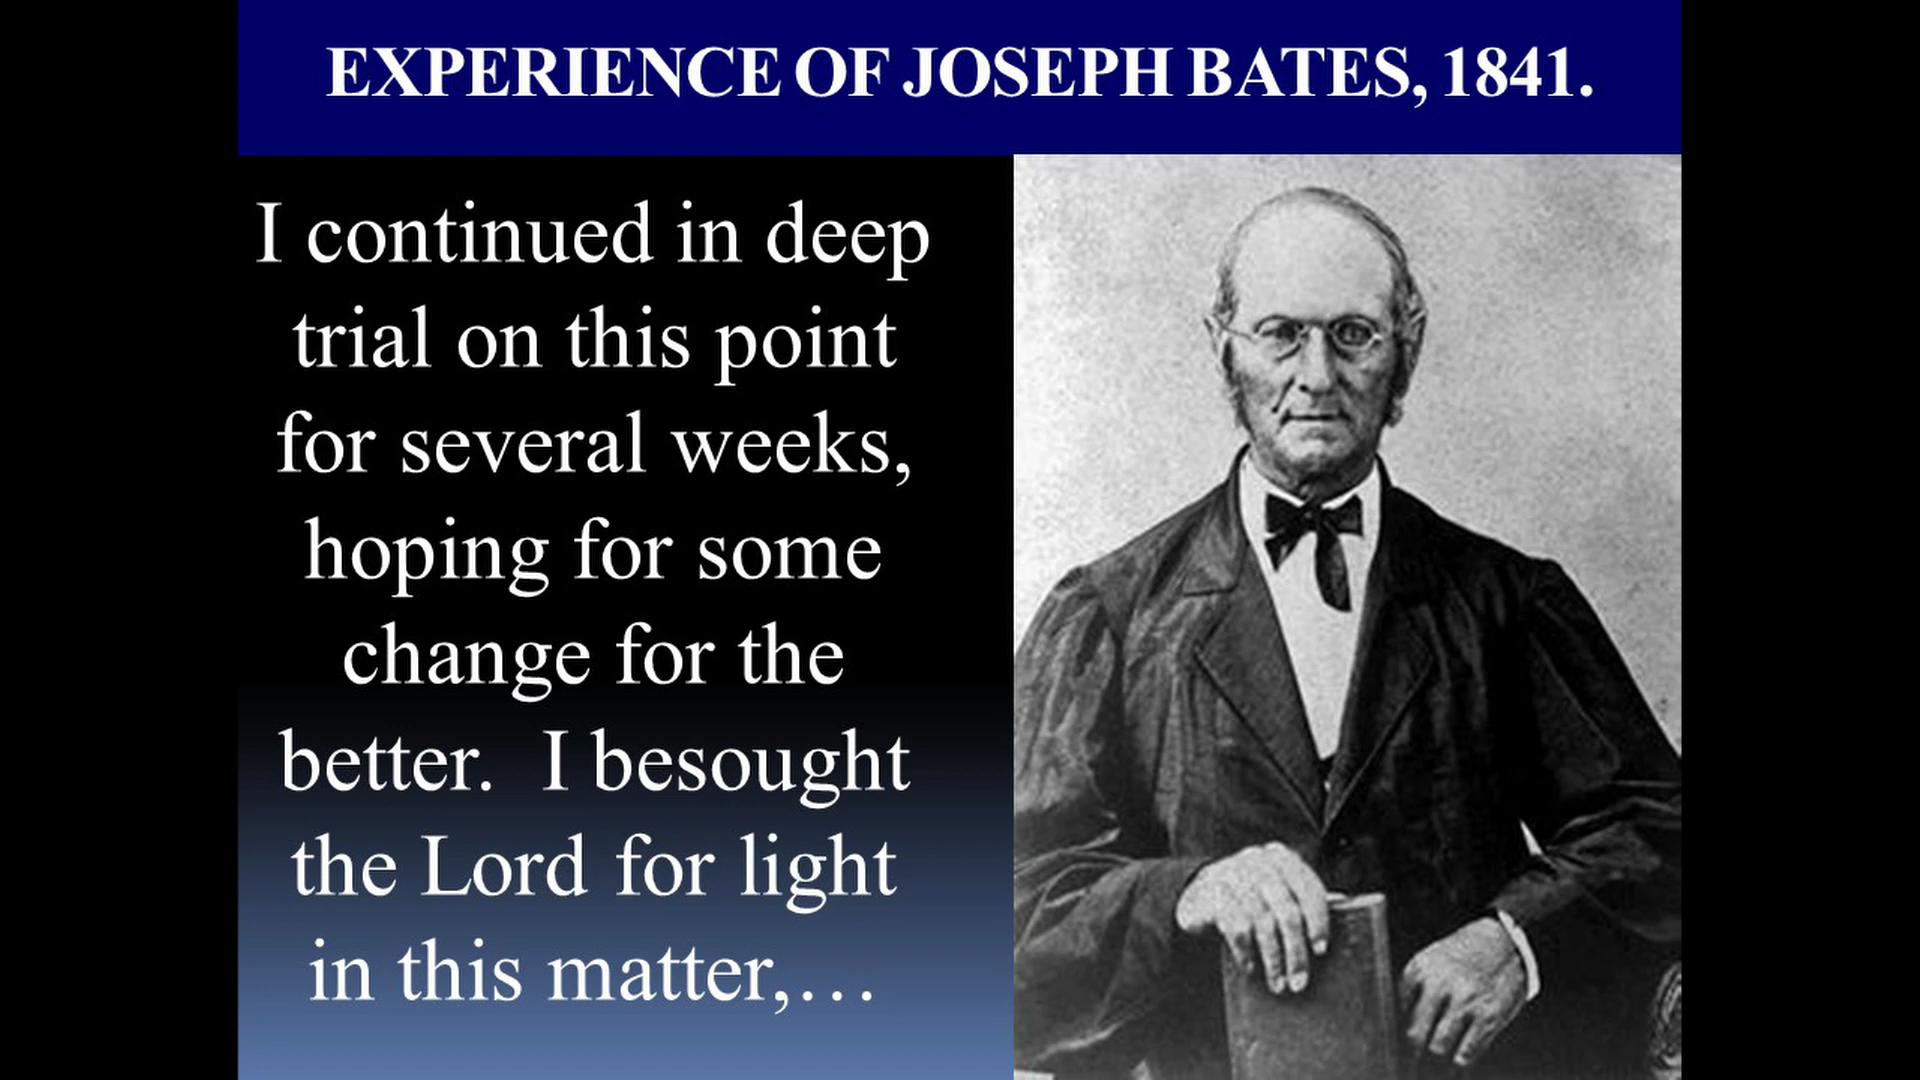 EXPERIENCE OF JOSEPH BATES, 1841.
I continued in deep
trial on this point
for several weeks,
hoping for some
change for the
better.  I besought
the Lord for light
in this matter,…